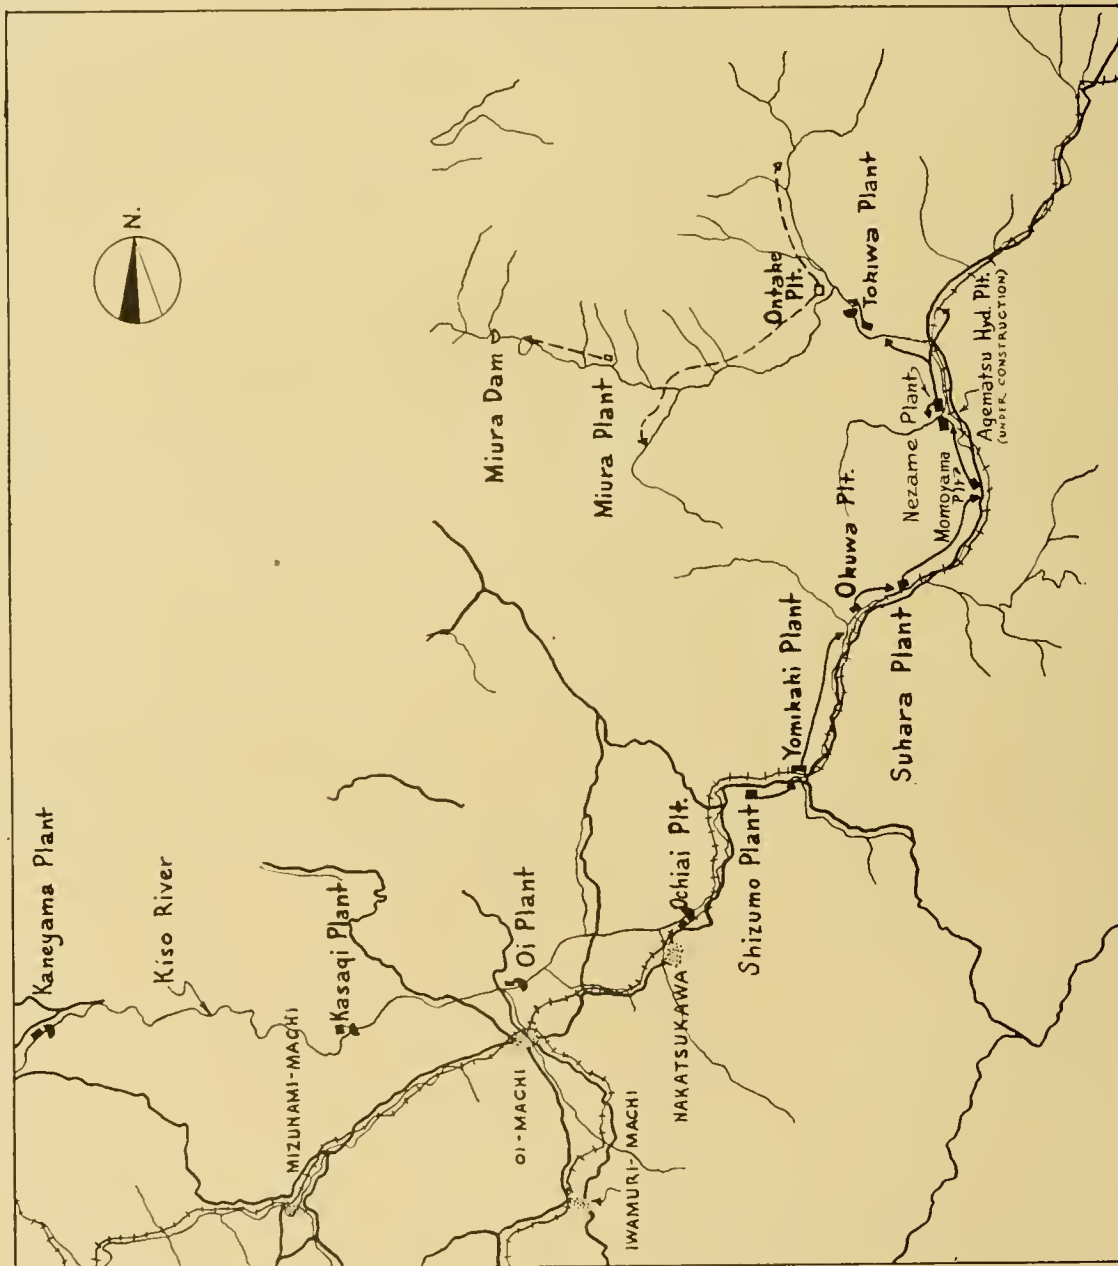 N.
Kaneyama Plant
Kiso River
MIZUNAMI-MACHI
Kasagi Plant
Miura Dam
Oi Plant
OI-MACHI
Miura Plant
IWAMURI-MACHI
NAKATSUKAWA
Ochiai Plt.
Shizumo Plant
Ontake
Plt.
Yomikaki Plant
Okuwa Plt.
Tokiwa Plant
Suhara Plant
Nezame Plant
Momoyama
Plt.
Agematsu Hyd. Plt.
(UNDER CONSTRUCTION)